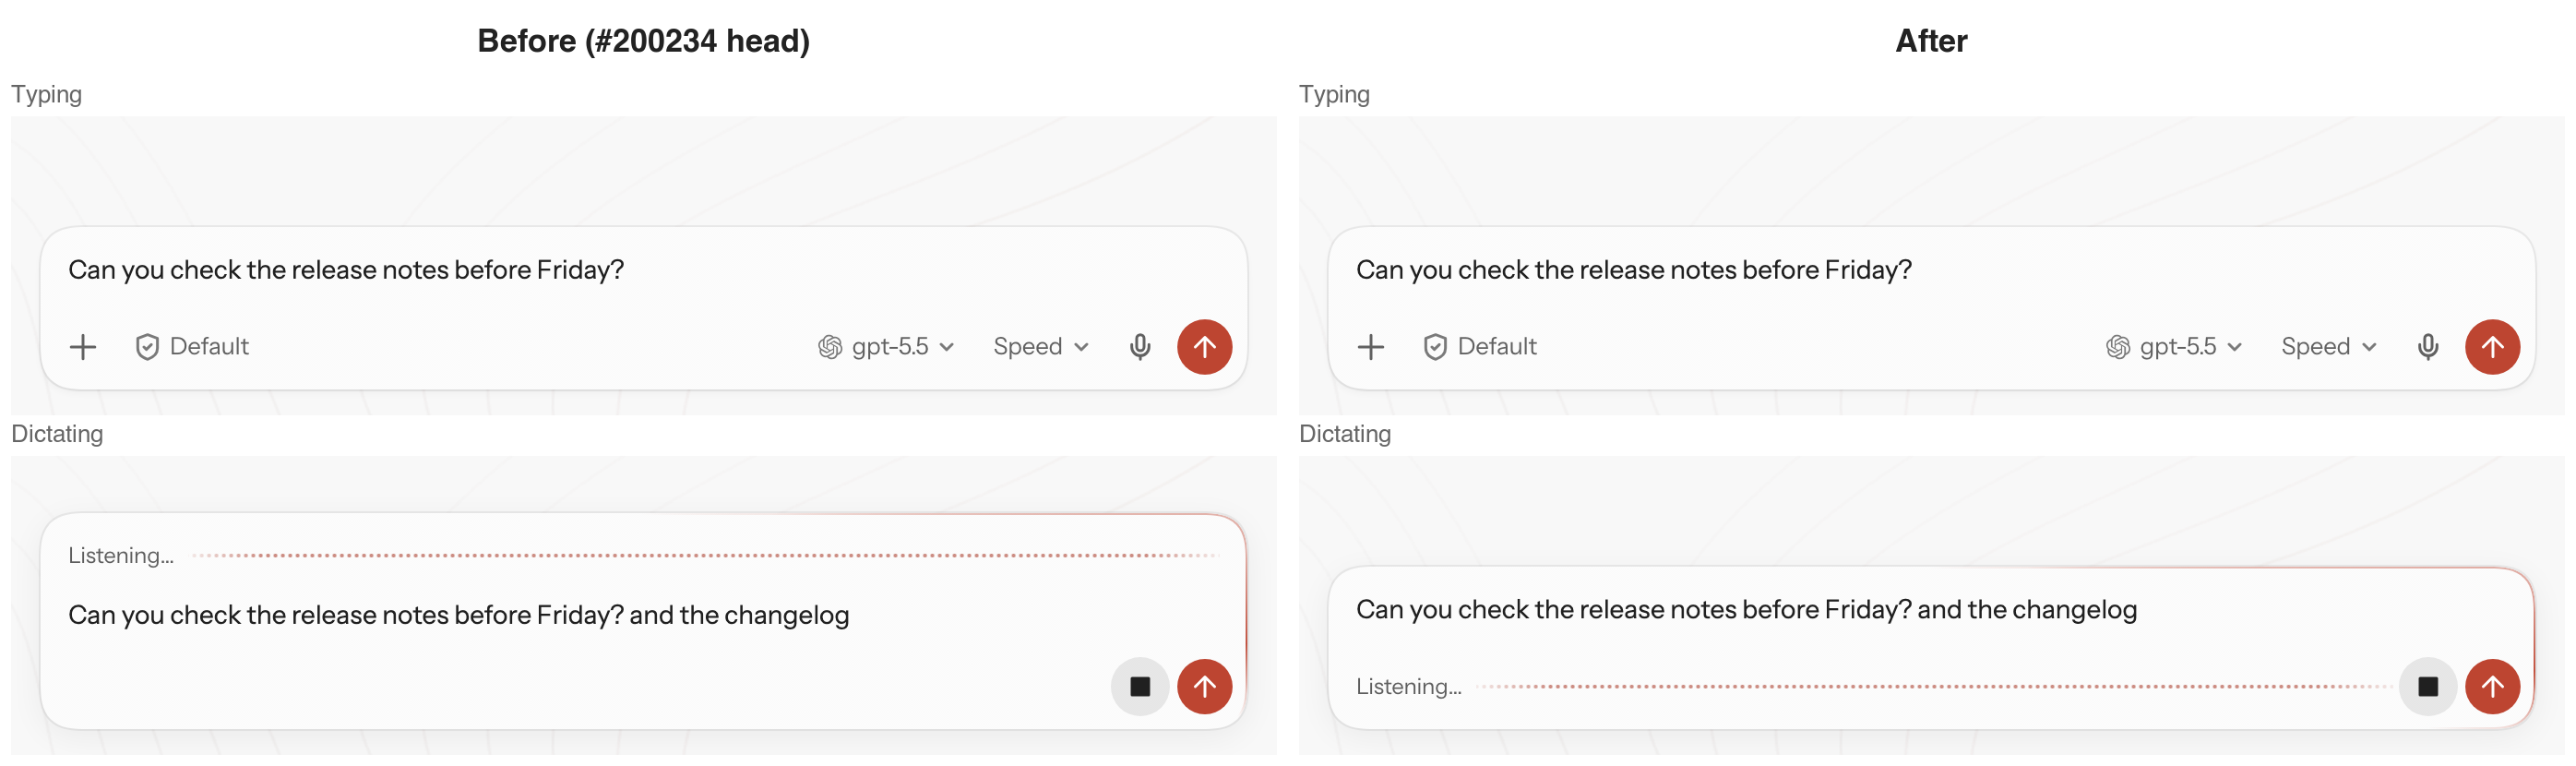 Before (#200234 head)
After
Typing
Typing
Can you check the release notes before Friday?
Default
gpt-5.5
Speed
Can you check the release notes before Friday?
Default
gpt-5.5
Speed
Dictating
Dictating
Listening...
Can you check the release notes before Friday? and the changelog
Can you check the release notes before Friday? and the changelog
Listening...